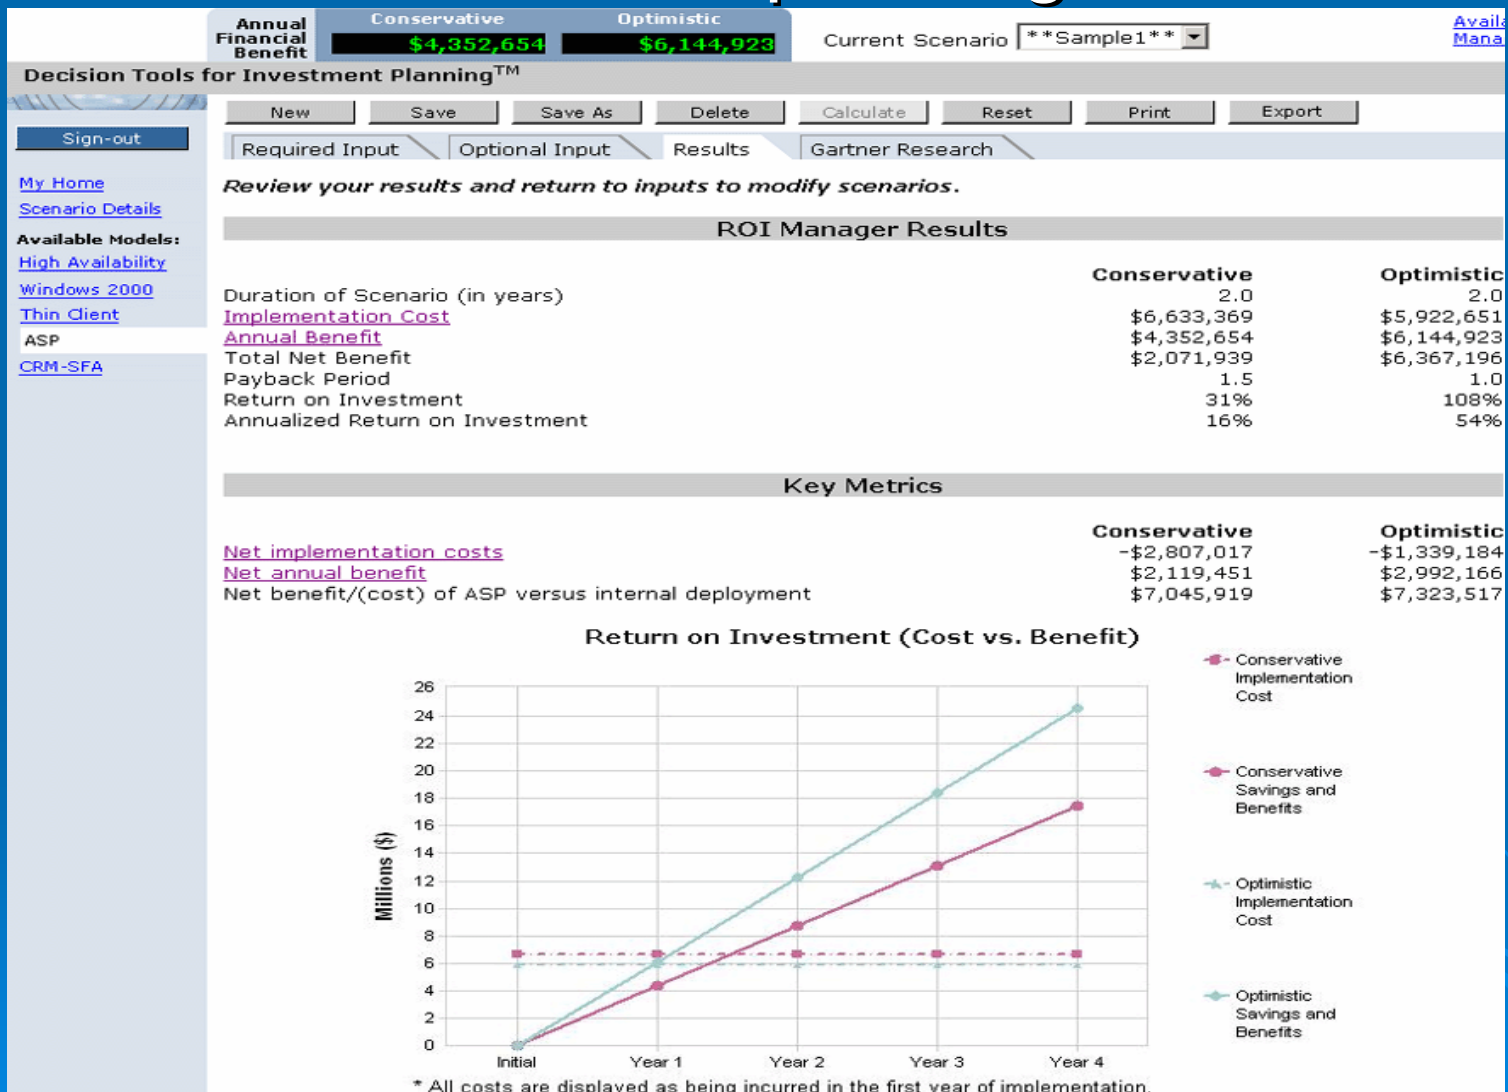 Annual Financial Benefit
Conservative
Optimistic
$4,352,654
$6,144,923
Current Scenario
**Sample1**
Decision Tools for Investment Planning™
Sign-out
My Home
Scenario Details
Available Models:
High Availability
Windows 2000
Thin Client
ASP
CRM-SFA
New Save Save As Delete Calculate Reset Print Export
Required Input Optional Input Results Gartner Research
Review your results and return to inputs to modify scenarios.
ROI Manager Results
Conservative Optimistic
Duration of Scenario (in years) 2.0 2.0
Implementation Cost $6,633,369 $5,922,651
Annual Benefit $4,352,654 $6,144,923
Total Net Benefit $2,071,939 $6,367,196
Payback Period 1.5 1.0
Return on Investment 31% 108%
Annualized Return on Investment 16% 54%
Key Metrics
Conservative Optimistic
Net implementation costs -$2,807,017 -$1,339,184
Net annual benefit $2,119,451 $2,992,166
Net benefit/(cost) of ASP versus internal deployment $7,045,919 $7,323,517
Return on Investment (Cost vs. Benefit)
Millions ($)
26
24
22
20
18
16
14
12
10
8
6
4
2
0
Initial Year 1 Year 2 Year 3 Year 4
Conservative
Implementation
Cost
Conservative
Savings and
Benefits
Optimistic
Implementation
Cost
Optimistic
Savings and
Benefits
* All costs are displayed as being incurred in the first year of implementation.